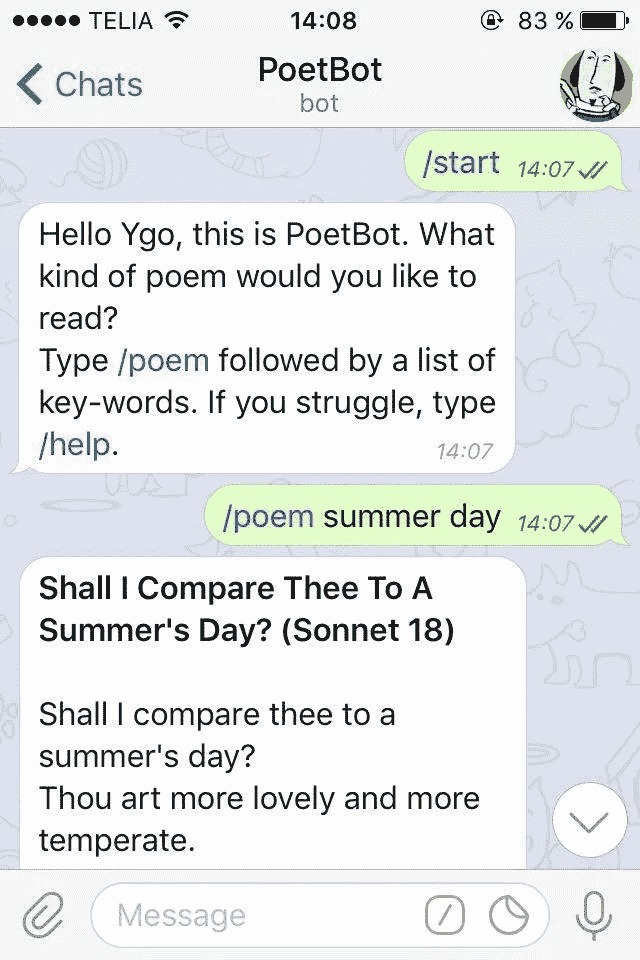 TELIA 14:08 83 %
Chats PoetBot
bot
/start 14:07
Hello Ygo, this is PoetBot. What
kind of poem would you like to
read?
Type /poem followed by a list of
key-words. If you struggle, type
/help. 14:07
/poem summer day 14:07
Shall I Compare Thee To A
Summer's Day? (Sonnet 18)
Shall I compare thee to a
summer's day?
Thou art more lovely and more
temperate.
Message